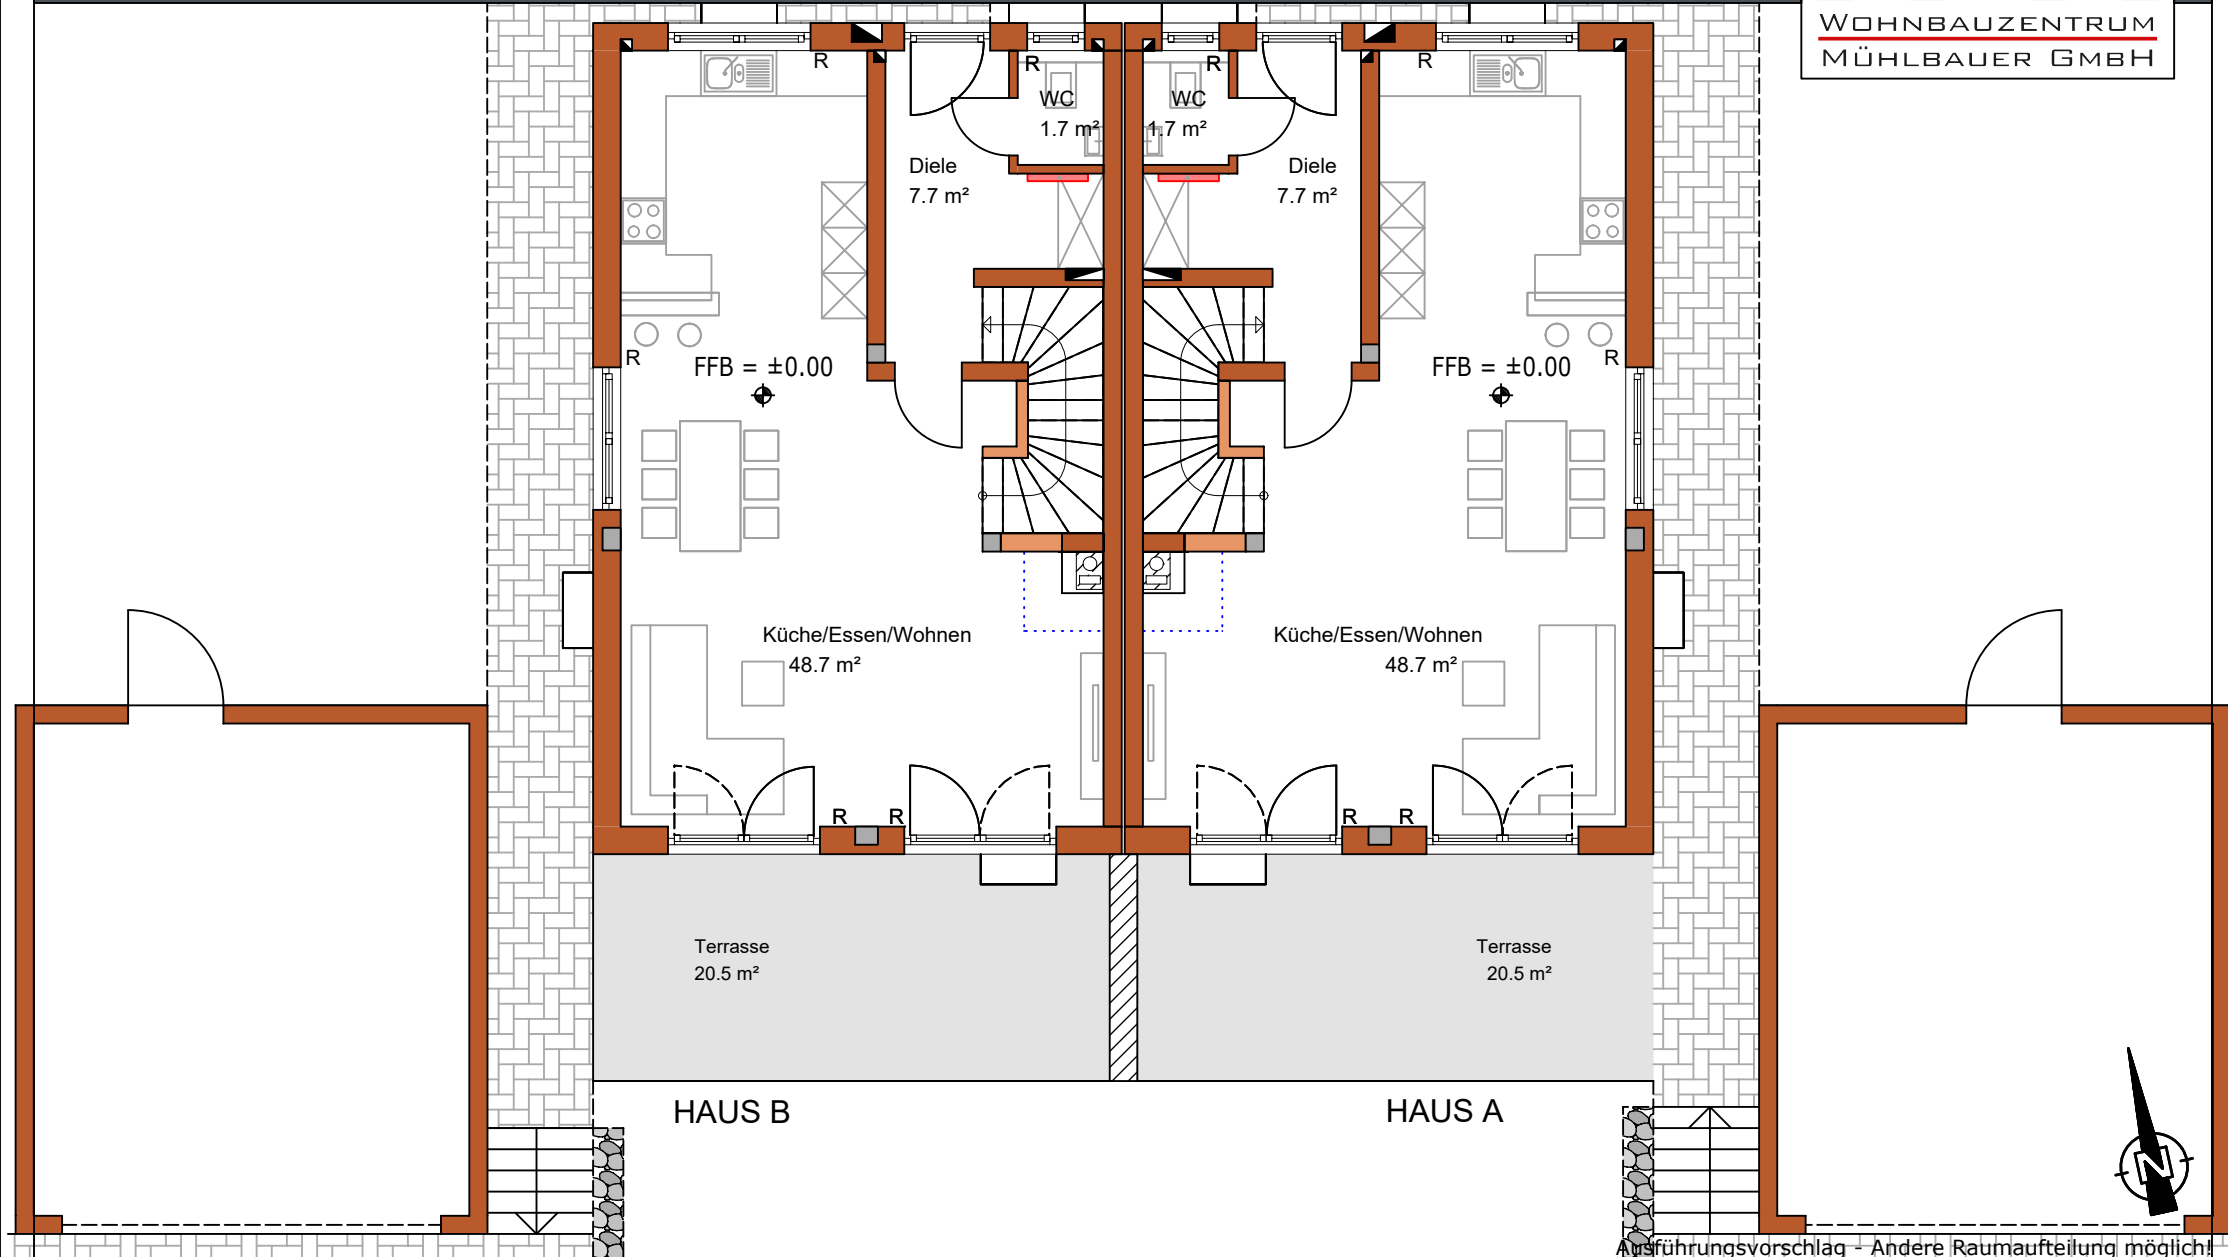 WOHNBAUZENTRUM
MÜHLBAUER GMBH
R
R
R
R
WC
1.7 m²
WC
1.7 m²
Diele
7.7 m²
Diele
7.7 m²
R
FFB = ±0.00
FFB = ±0.00
R
Küche/Essen/Wohnen
48.7 m²
Küche/Essen/Wohnen
48.7 m²
R
R
R
R
Terrasse
20.5 m²
Terrasse
20.5 m²
HAUS B
HAUS A
N
Ausführungsvorschlag - Andere Raumaufteilung möglich!